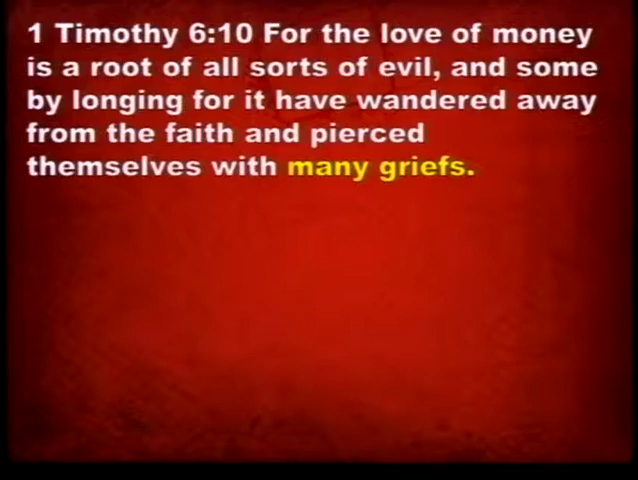 1 Timothy 6:10 For the love of money
is a root of all sorts of evil, and some
by longing for it have wandered away
from the faith and pierced
themselves with many griefs.